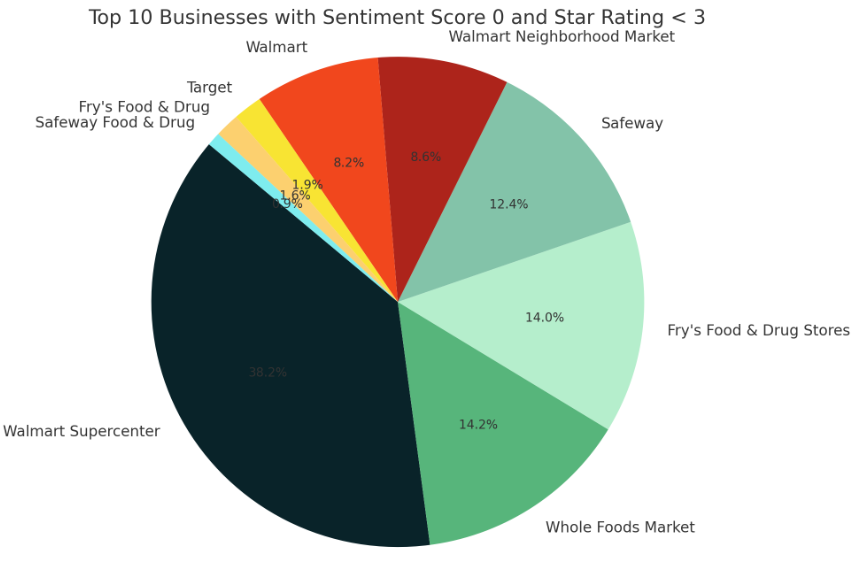 Top 10 Businesses with Sentiment Score 0 and Star Rating < 3
Walmart Neighborhood Market
Walmart
Target
Fry's Food & Drug
Safeway Food & Drug
Safeway
8.6%
8.2%
1.9%
1.6%
0.9%
12.4%
14.0%
Fry's Food & Drug Stores
38.2%
14.2%
Walmart Supercenter
Whole Foods Market